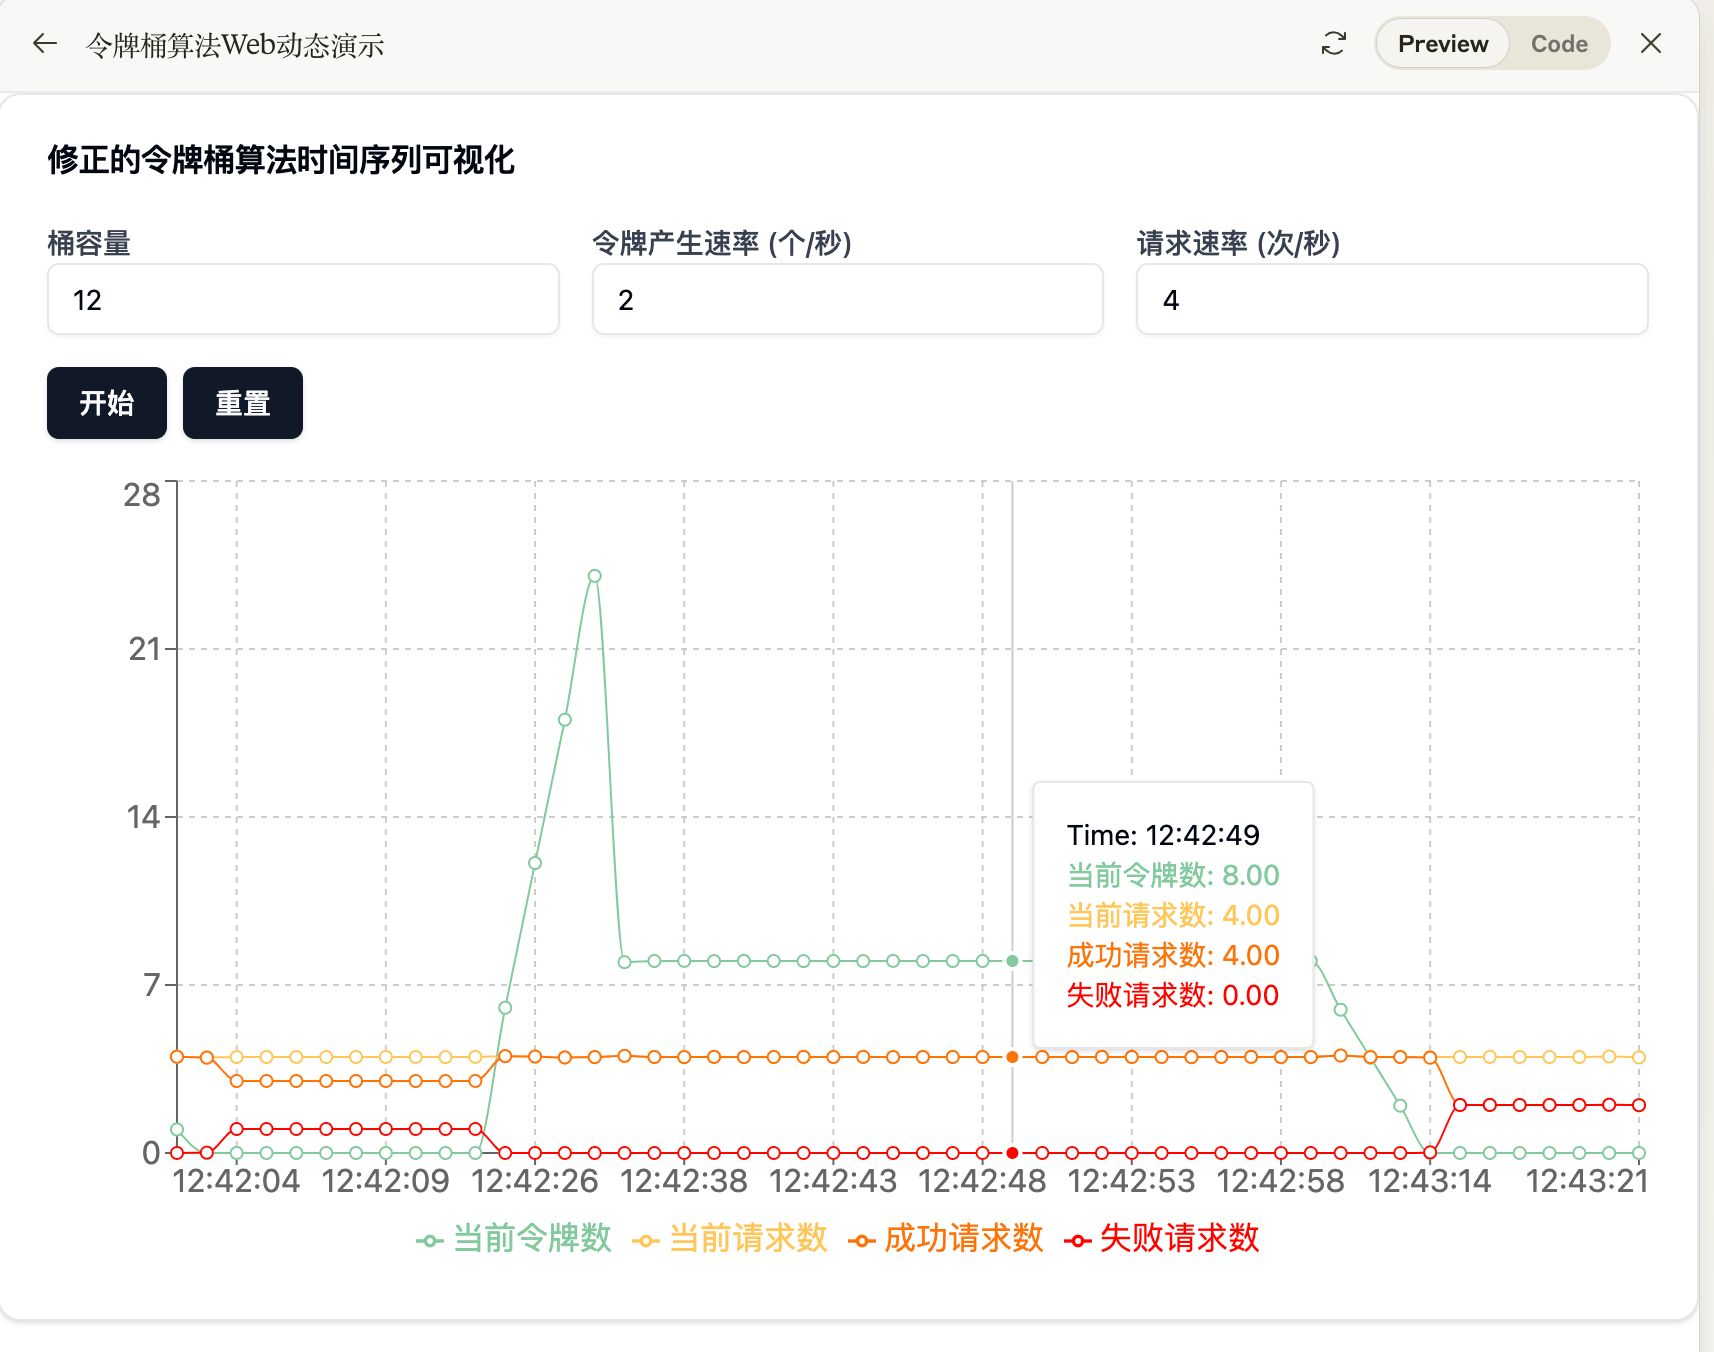 令牌桶算法Web动态演示
Preview
Code
修正的令牌桶算法时间序列可视化
桶容量
令牌产生速率 (个/秒)
请求速率 (次/秒)
12
2
4
开始
重置
28
21
14
7
0
Time: 12:42:49
当前令牌数: 8.00
当前请求数: 4.00
成功请求数: 4.00
失败请求数: 0.00
12:42:04
12:42:09
12:42:26
12:42:38
12:42:43
12:42:48
12:42:53
12:42:58
12:43:14
12:43:21
当前令牌数
当前请求数
成功请求数
失败请求数